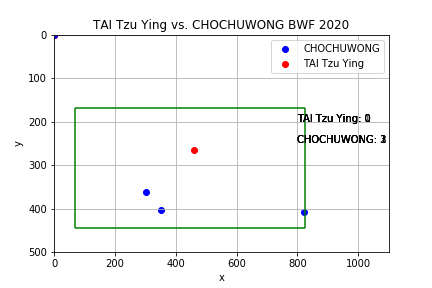 TAI Tzu Ying vs. CHOCHUWONG BWF 2020
CHOCHUWONG
TAI Tzu Ying
TAI Tzu Ying:
CHOCHUWONG:
y
0
100
200
300
400
500
0
200
400
600
800
1000
x